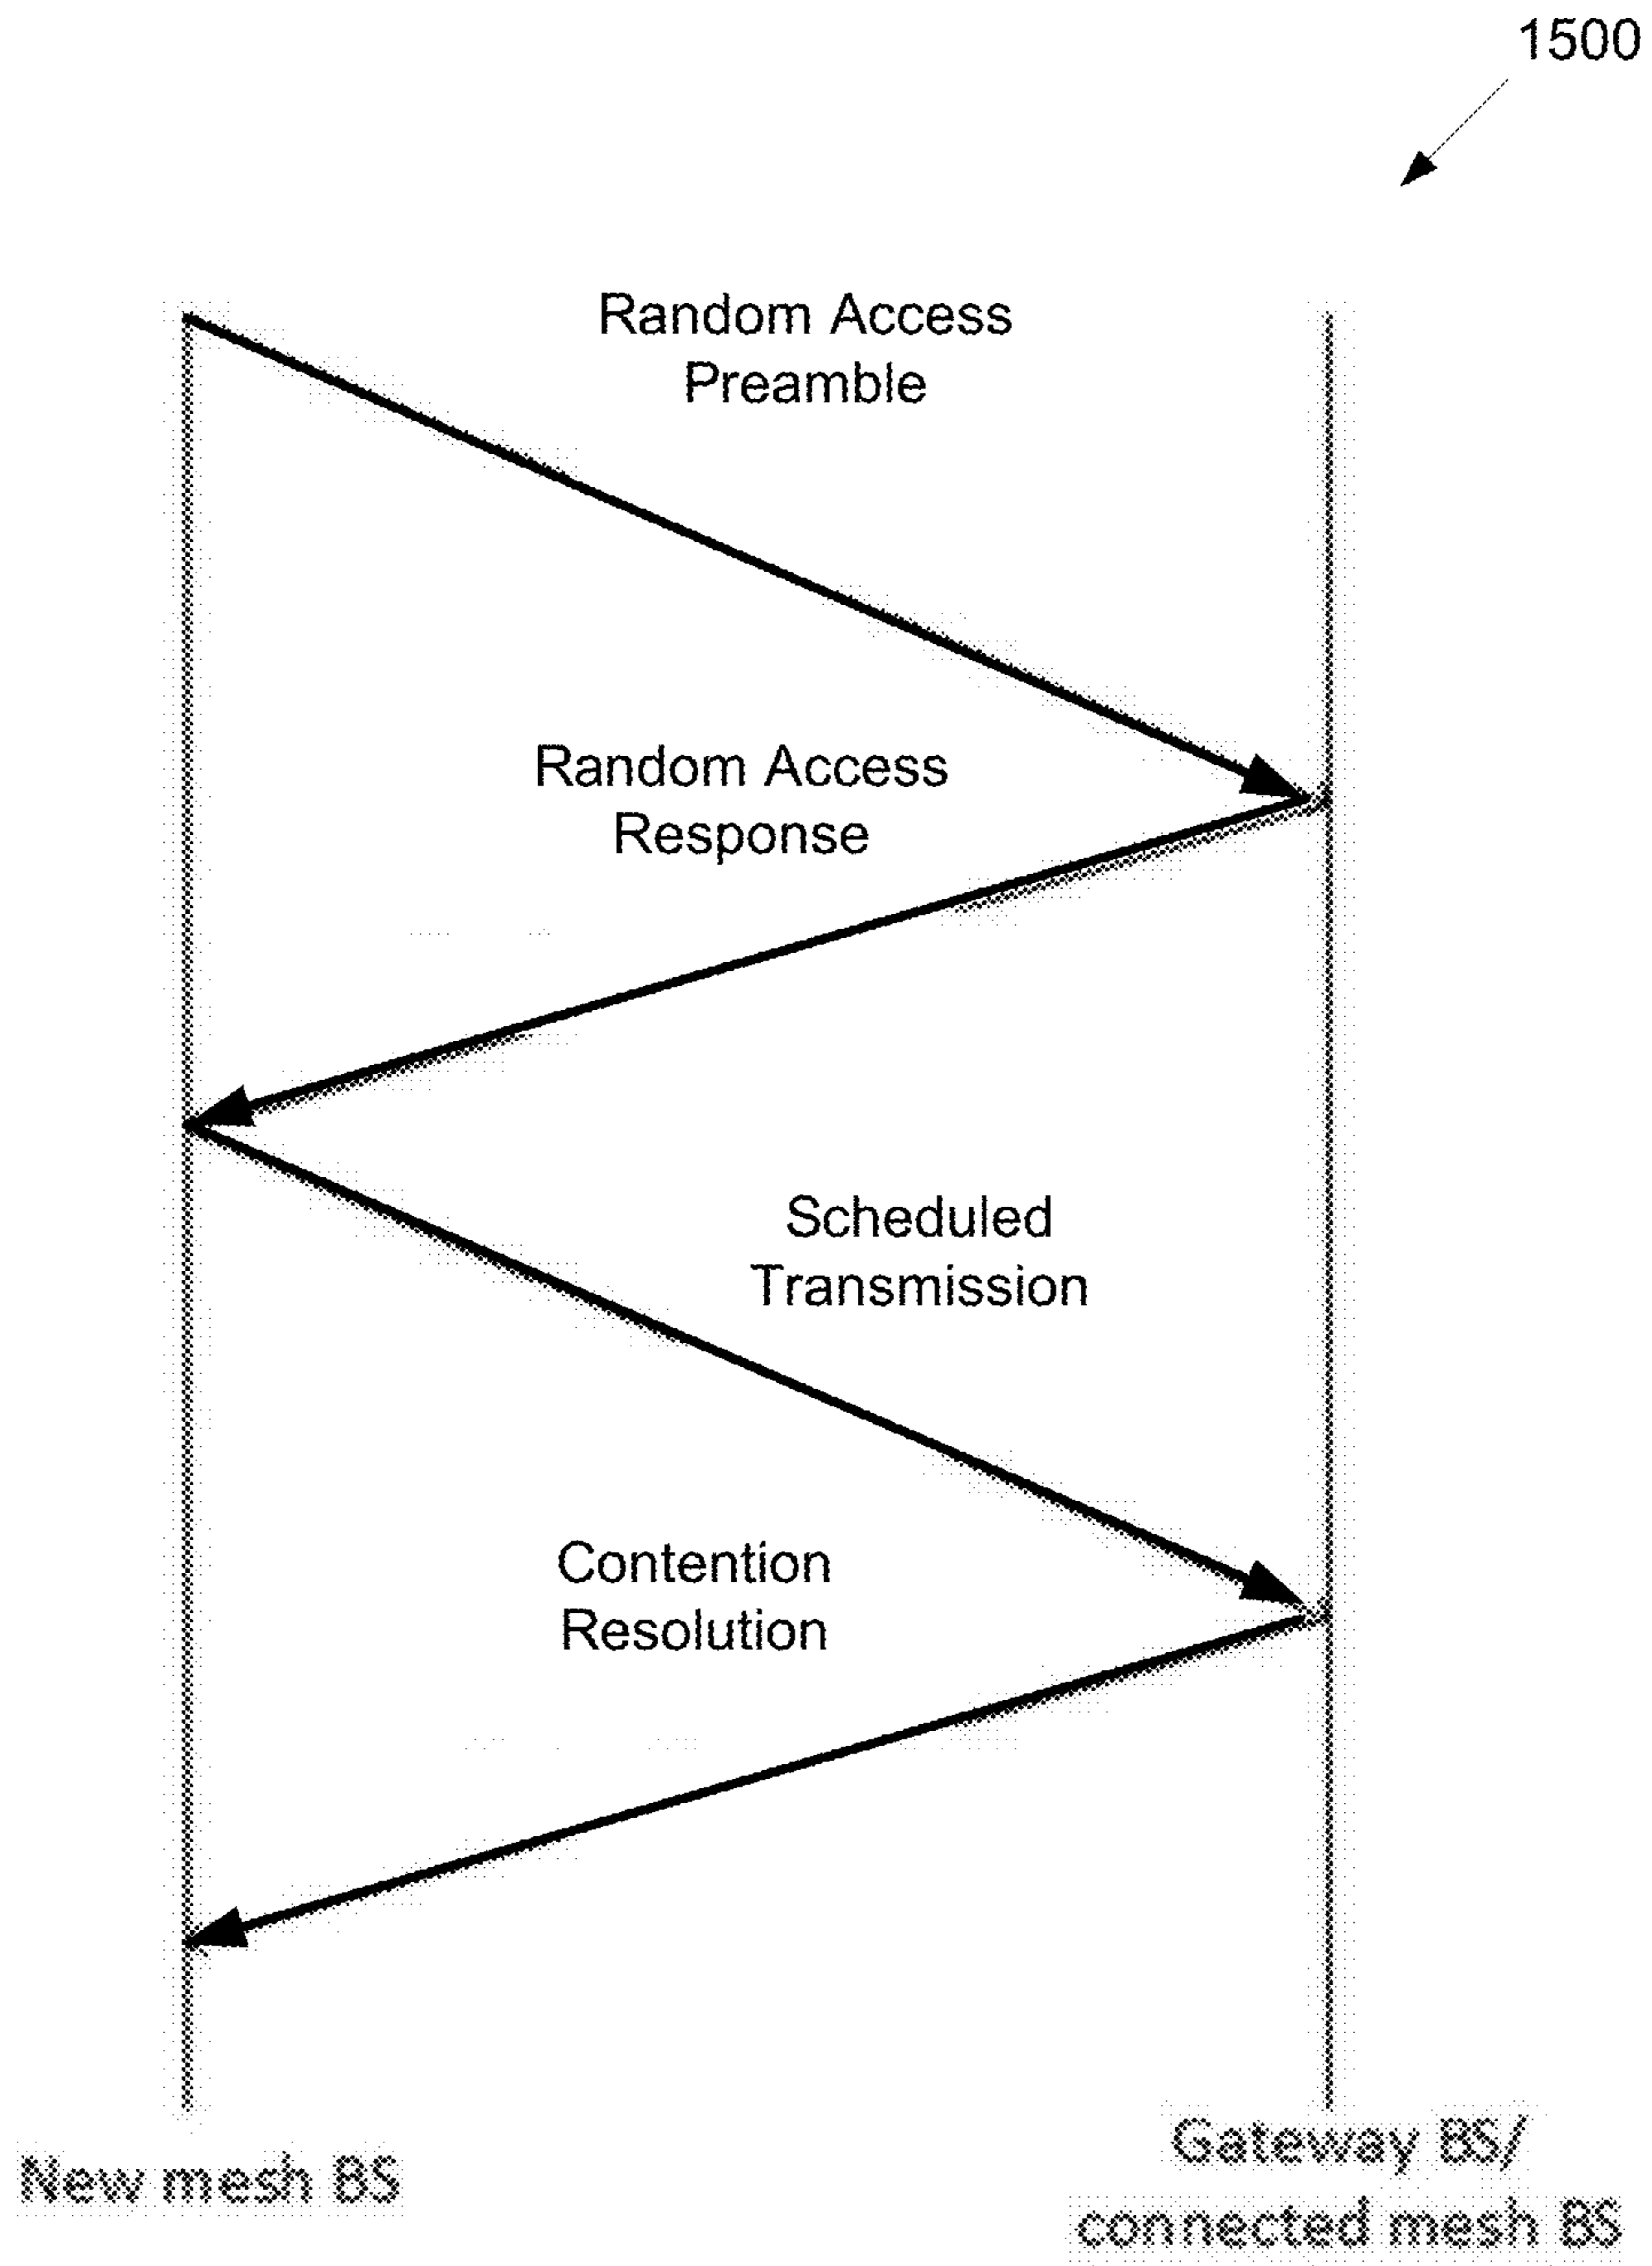 1500
Random Access
Preamble
Random Access
Response
Scheduled
Transmission
Contention
Resolution
New mesh BS
Gateway BS/
connected mesh BS